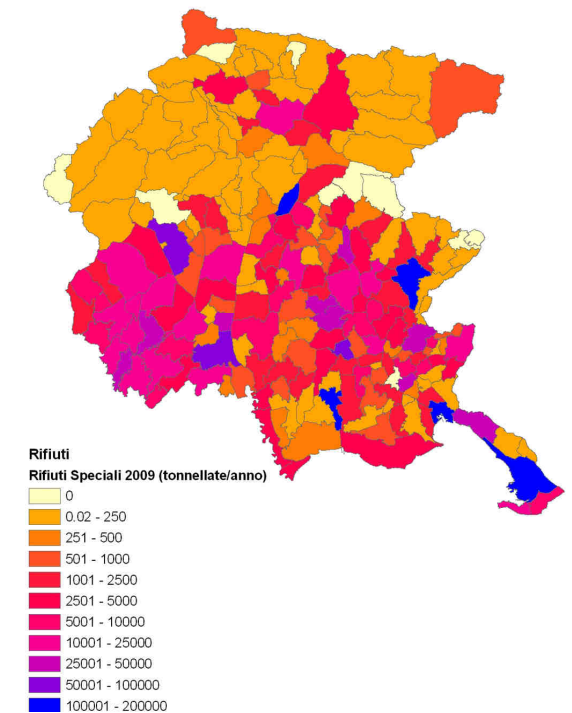 Rifiuti
Rifiuti Speciali 2009 (tonnellate/anno)
0
0.02 - 250
251 - 500
501 - 1000
1001 - 2500
2501 - 5000
5001 - 10000
10001 - 25000
25001 - 50000
50001 - 100000
100001 - 200000